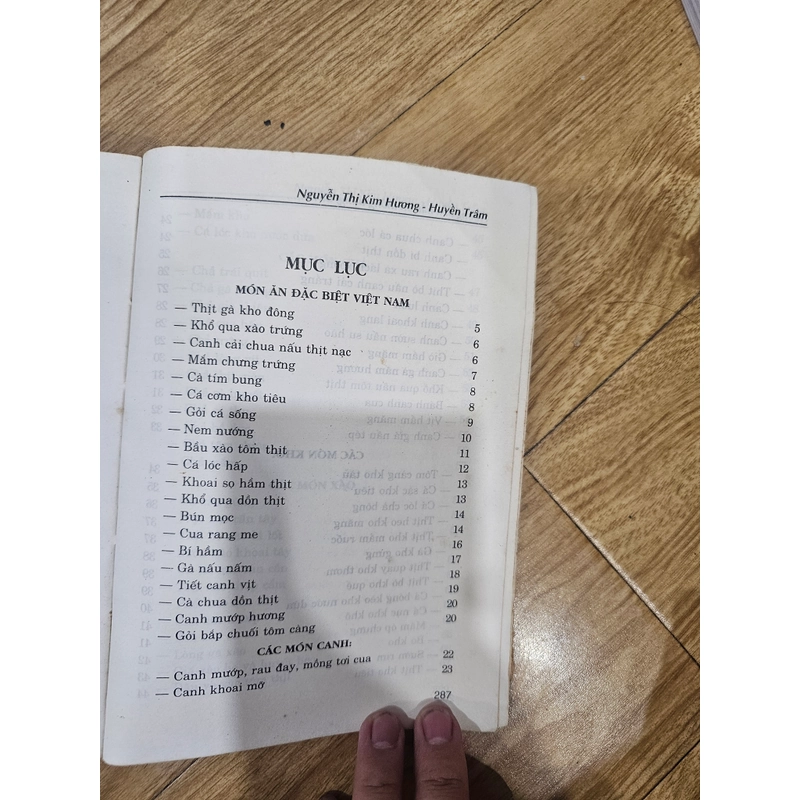 Nguyễn Thị Kim Hương - Huyền Trâm
MỤC LỤC
MÓN ĂN ĐẶC BIỆT VIỆT NAM
— Thịt gà kho đông 5
— Khổ qua xào trứng 6
— Canh cải chua nấu thịt nạc 6
— Mắm chưng trứng 7
— Cà tím bung 8
— Cá cơm kho tiêu 8
— Gỏi cá sống 9
— Nem nướng 10
— Bầu xào tôm thịt 11
— Cá lóc hấp 12
— Khoai sọ hầm thịt 13
— Khổ qua dồn thịt 13
— Bún mọc 14
— Cua rang me 14
— Bí hầm 16
— Gà nấu nấm 17
— Tiết canh vịt 18
— Cà chua dồn thịt 19
— Canh mướp hương 20
— Gỏi bắp chuối tôm càng 20
CÁC MÓN CANH:
— Canh mướp, rau đay, mồng tơi cua 22
— Canh khoai mỡ 23
287